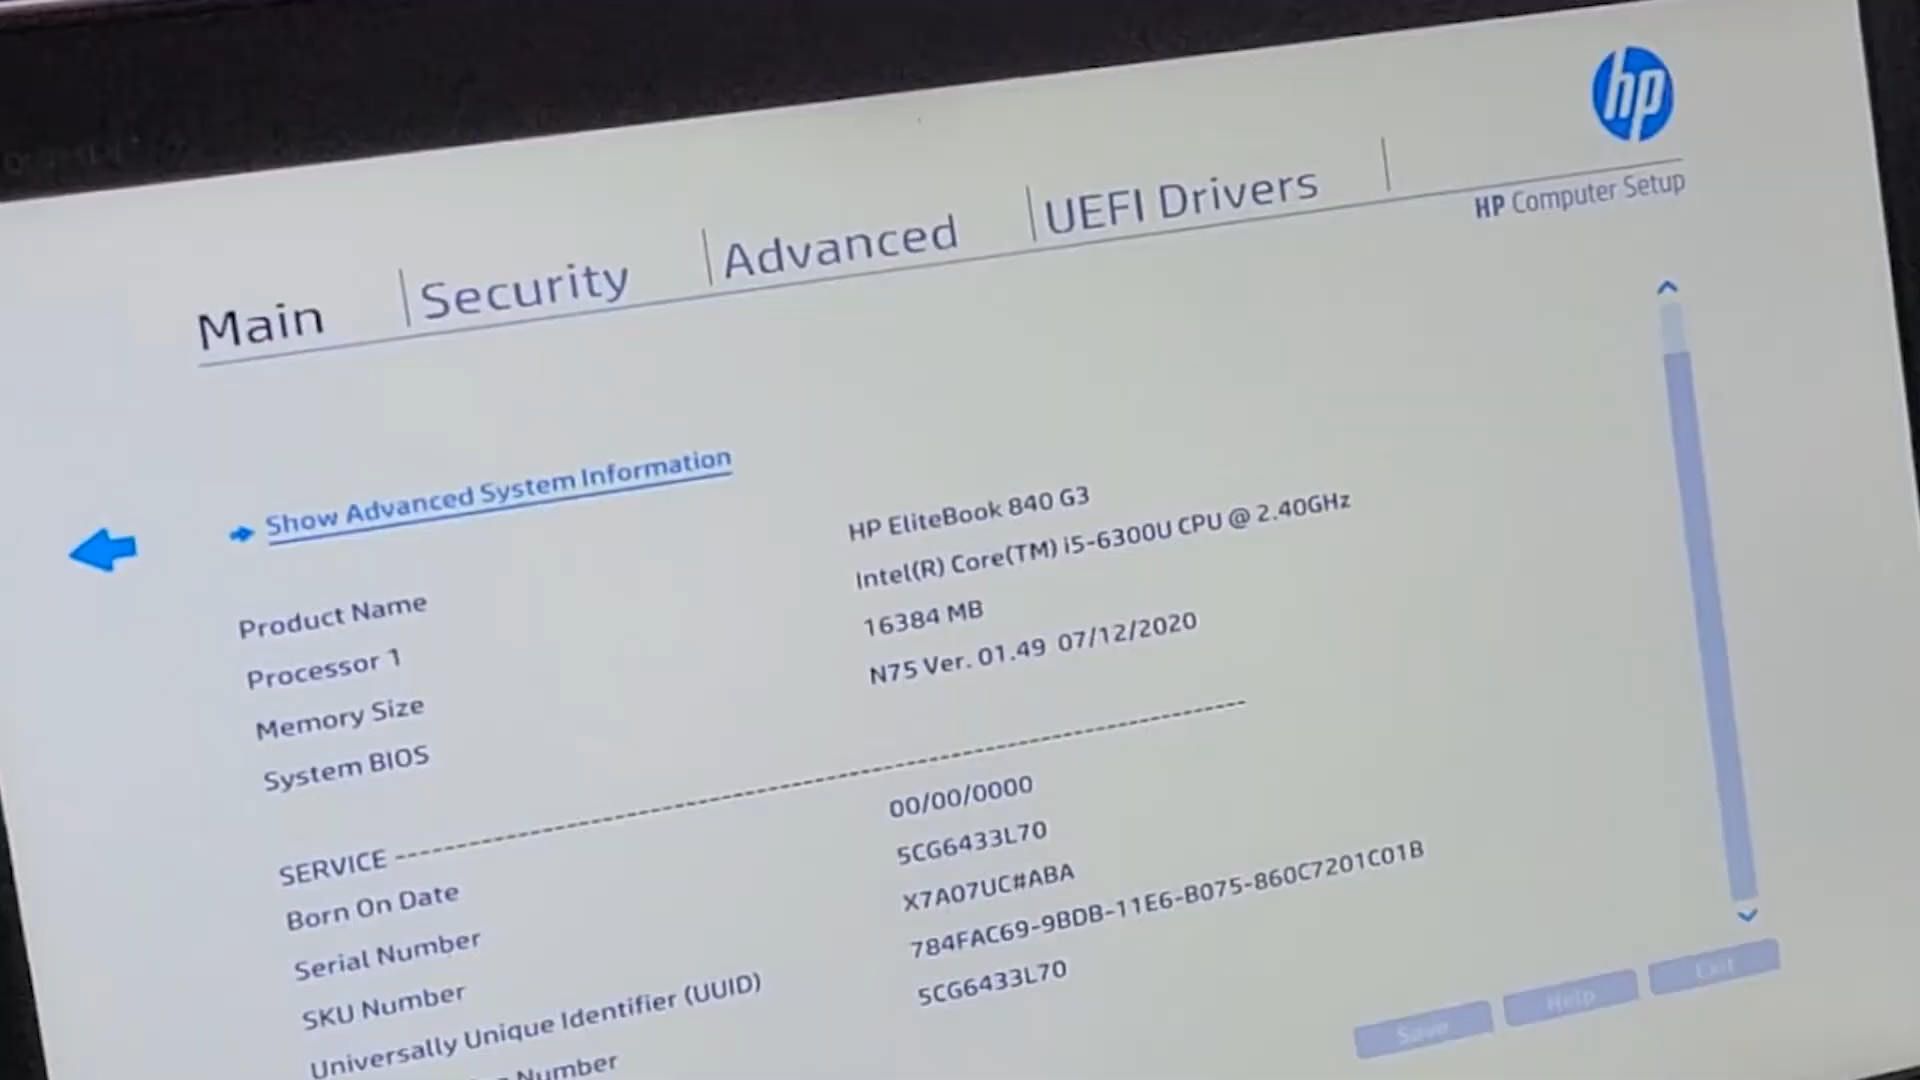 hp
HP Computer Setup
Main
Security
Advanced
UEFI Drivers
Show Advanced System Information
Product Name HP EliteBook 840 G3
Processor 1 Intel(R) Core(TM) i5-6300U CPU @ 2.40GHz
Memory Size 16384 MB
System BIOS N75 Ver. 01.49 07/12/2020
SERVICE ------------------------------------------------------------
Born On Date 00/00/0000
Serial Number 5CG6433L70
SKU Number X7A07UC#ABA
Universally Unique Identifier (UUID) 784FAC69-9BDB-11E6-B075-860C7201C01B
Number 5CG6433L70
Save
Help
Exit